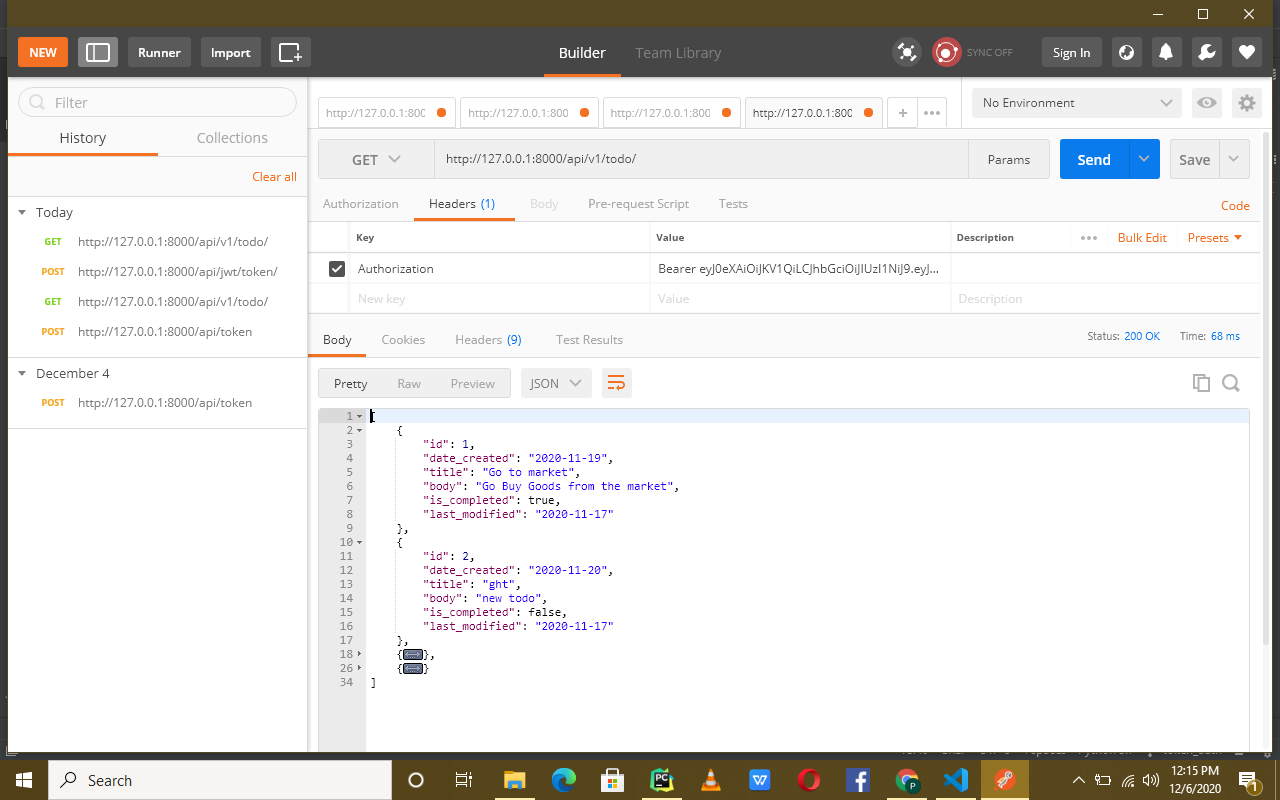 NEW
Runner
Import
Builder
Team Library
SYNC OFF
Sign In
Filter
History
Collections
Clear all
Today
GET http://127.0.0.1:8000/api/v1/todo/
POST http://127.0.0.1:8000/api/jwt/token/
GET http://127.0.0.1:8000/api/v1/todo/
POST http://127.0.0.1:8000/api/token
December 4
POST http://127.0.0.1:8000/api/token
http://127.0.0.1:800
http://127.0.0.1:800
http://127.0.0.1:800
http://127.0.0.1:800
+ •••
No Environment
GET
http://127.0.0.1:8000/api/v1/todo/
Params
Send
Save
Authorization
Headers (1)
Body
Pre-request Script
Tests
Code
Key
Value
Description
•••
Bulk Edit
Presets
Authorization
Bearer eyJ0eXAiOiJKV1QiLCJhbGciOiJIUzI1NiJ9.eyJ...
New key
Value
Description
Body
Cookies
Headers (9)
Test Results
Status: 200 OK
Time: 68 ms
Pretty
Raw
Preview
JSON
1 [
2 {
3 "id": 1,
4 "date_created": "2020-11-19",
5 "title": "Go to market",
6 "body": "Go Buy Goods from the market",
7 "is_completed": true,
8 "last_modified": "2020-11-17"
9 },
10 {
11 "id": 2,
12 "date_created": "2020-11-20",
13 "title": "ght",
14 "body": "new todo",
15 "is_completed": false,
16 "last_modified": "2020-11-17"
17 },
18 {},
26 {}
34 ]
Search
12:15 PM
12/6/2020
1